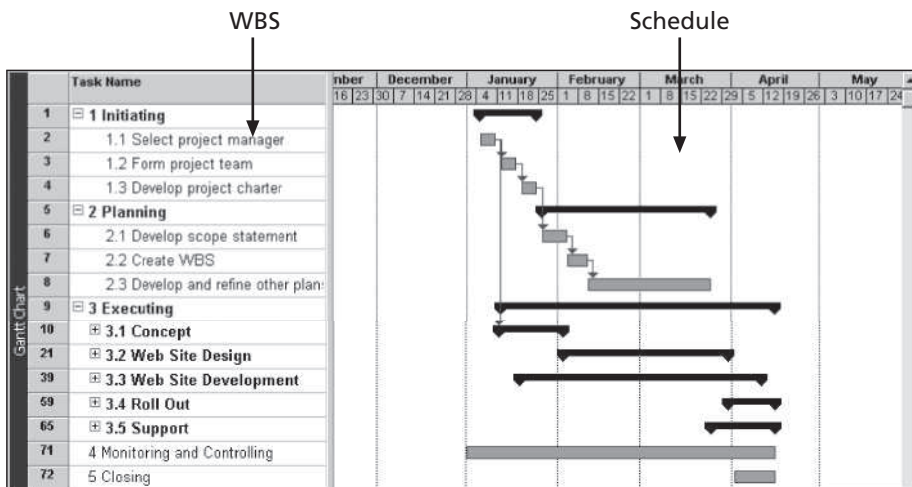 WBS Schedule
Task Name nber December January February March April May
16 23 30 7 14 21 28 4 11 18 25 1 8 15 22 1 8 15 22 29 5 12 19 26 3 10 17 24
1 1 Initiating
2 1.1 Select project manager
3 1.2 Form project team
4 1.3 Develop project charter
5 2 Planning
6 2.1 Develop scope statement
7 2.2 Create WBS
8 2.3 Develop and refine other plan
9 3 Executing
10 3.1 Concept
21 3.2 Web Site Design
39 3.3 Web Site Development
59 3.4 Roll Out
65 3.5 Support
71 4 Monitoring and Controlling
72 5 Closing
Gantt Chart